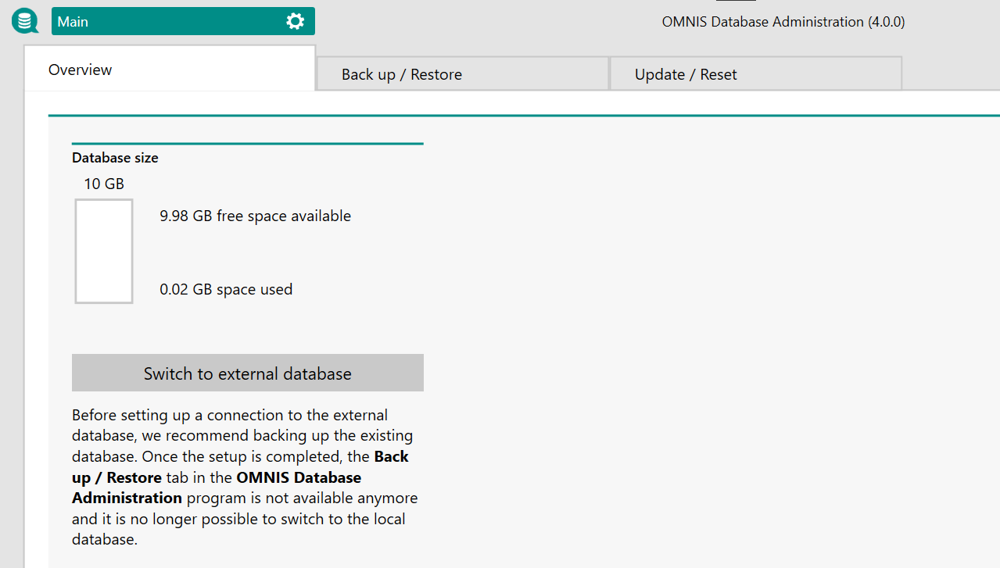 Main
OMNIS Database Administration (4.0.0)
Overview
Back up / Restore
Update / Reset
Database size
10 GB
9.98 GB free space available
0.02 GB space used
Switch to external database
Before setting up a connection to the external
database, we recommend backing up the existing
database. Once the setup is completed, the Back
up / Restore tab in the OMNIS Database
Administration program is not available anymore
and it is no longer possible to switch to the local
database.